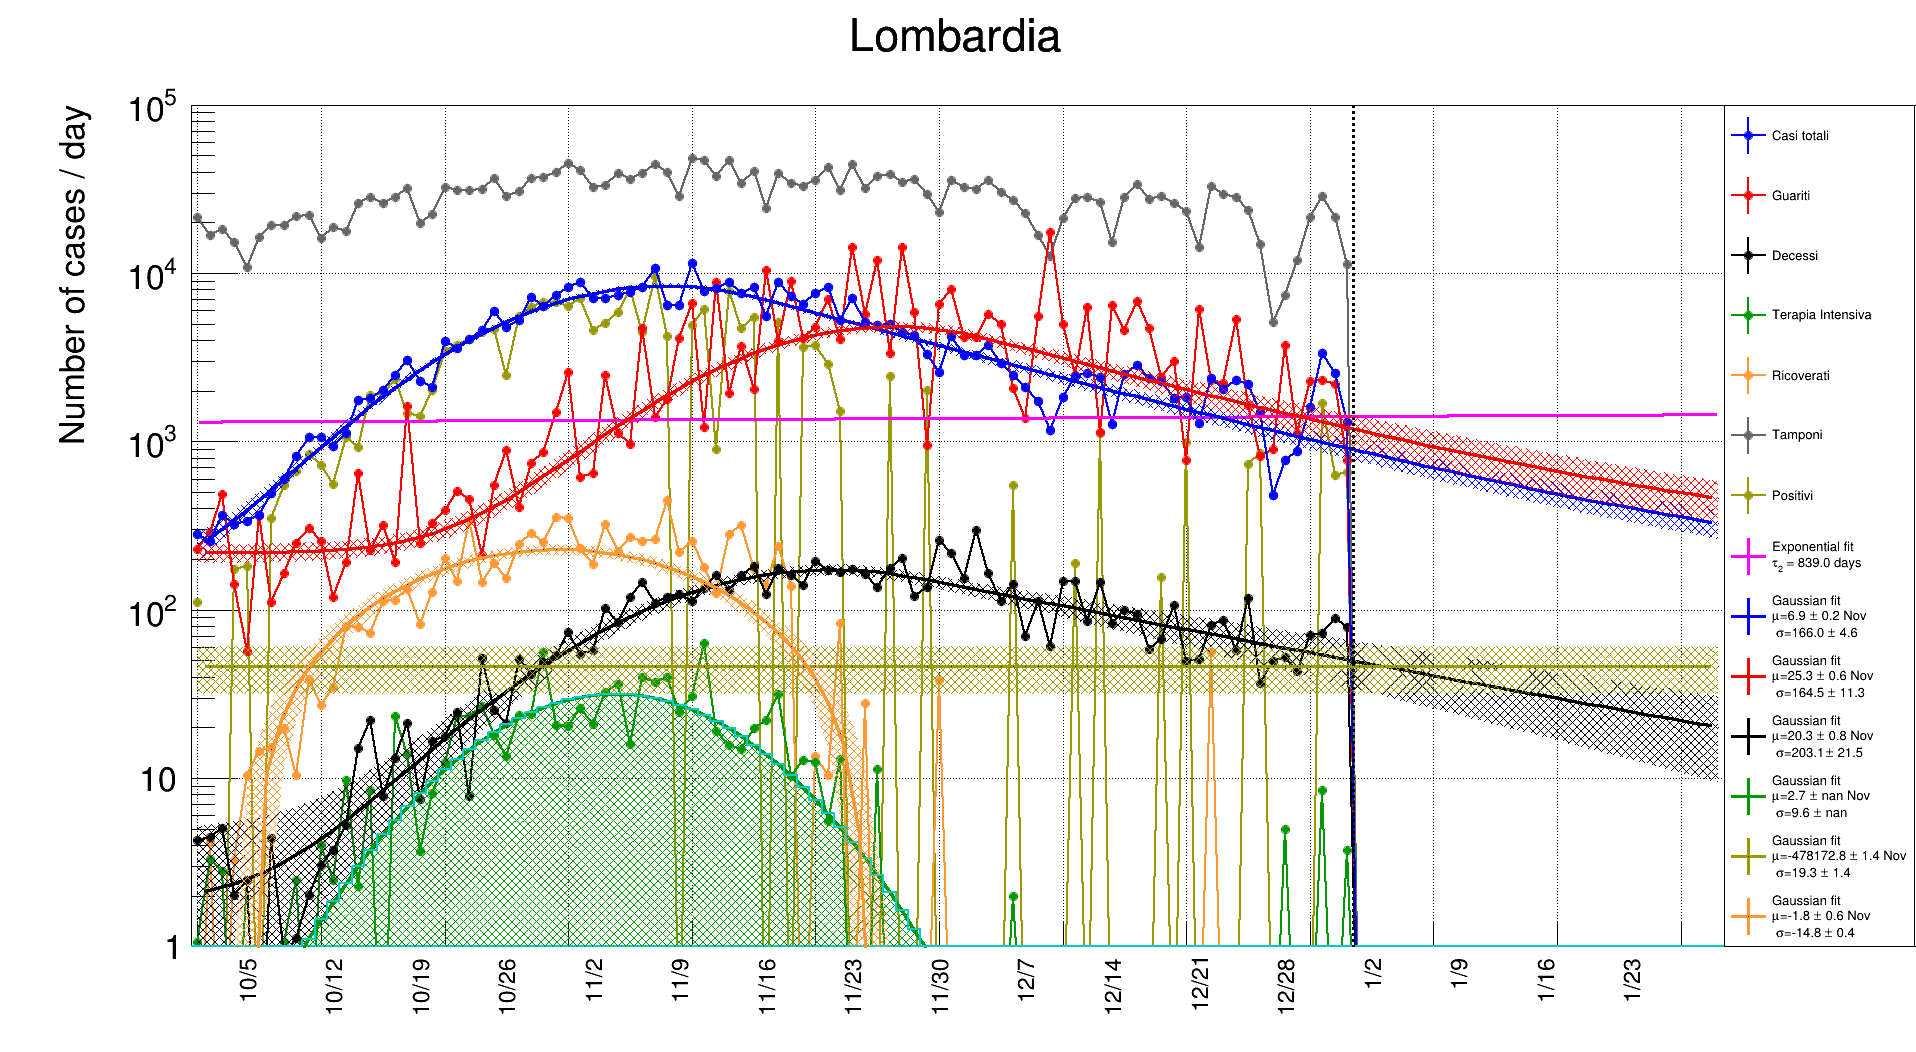 Lombardia
Number of cases / day
10^5
10^4
10^3
10^2
10
1
10/5
10/12
10/19
10/26
11/2
11/9
11/16
11/23
11/30
12/7
12/14
12/21
12/28
1/2
1/9
1/16
1/23
Casi totali
Guariti
Decessi
Terapia Intensiva
Ricoverati
Tamponi
Positivi
Exponential fit
τ₂ = 839.0 days
Gaussian fit
μ=6.9 ± 0.2 Nov
σ=166.0 ± 4.6
Gaussian fit
μ=25.3 ± 0.6 Nov
σ=164.5 ± 11.3
Gaussian fit
μ=20.3 ± 0.8 Nov
σ=203.1 ± 21.5
Gaussian fit
μ=2.7 ± nan Nov
σ=9.6 ± nan
Gaussian fit
μ=-478172.8 ± 1.4 Nov
σ=19.3 ± 1.4
Gaussian fit
μ=-1.8 ± 0.6 Nov
σ=-14.8 ± 0.4